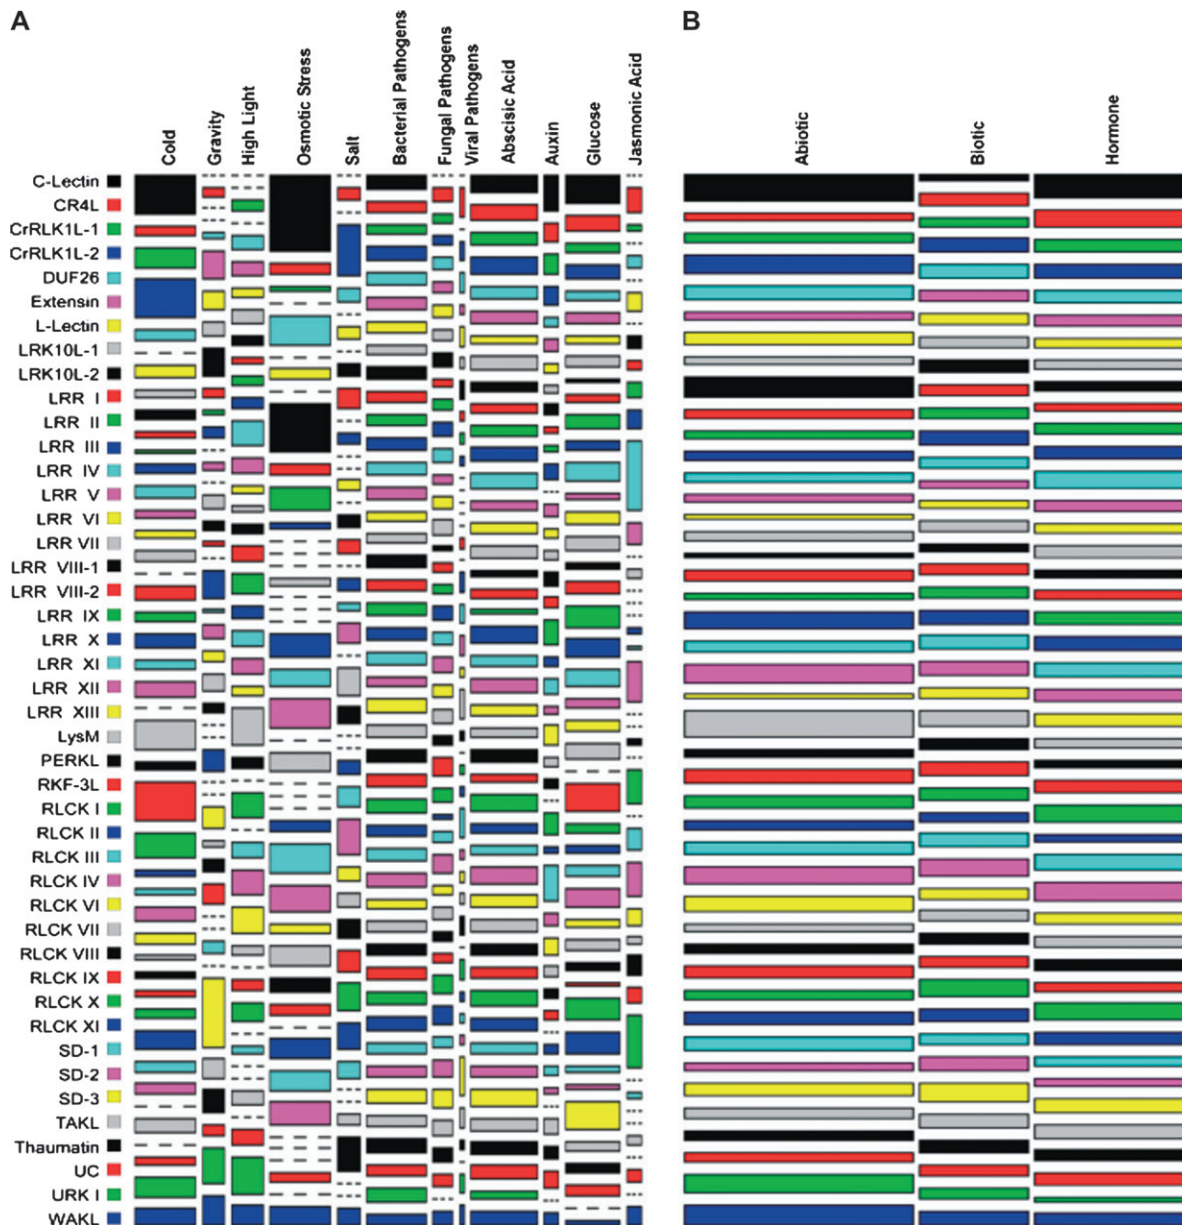 A
B
Cold
Gravity
High Light
Osmotic Stress
Salt
Bacterial Pathogens
Fungal Pathogens
Viral Pathogens
Abscisic Acid
Auxin
Glucose
Jasmonic Acid
Abiotic
Biotic
Hormone
C-Lectin
CR4L
CrRLK1L-1
CrRLK1L-2
DUF26
Extensin
L-Lectin
LRK10L-1
LRK10L-2
LRR I
LRR II
LRR III
LRR IV
LRR V
LRR VI
LRR VII
LRR VIII-1
LRR VIII-2
LRR IX
LRR X
LRR XI
LRR XII
LRR XIII
LysM
PERKL
RKF-3L
RLCK I
RLCK II
RLCK III
RLCK IV
RLCK VI
RLCK VII
RLCK VIII
RLCK IX
RLCK X
RLCK XI
SD-1
SD-2
SD-3
TAKL
Thaumatin
UC
URK I
WAKL